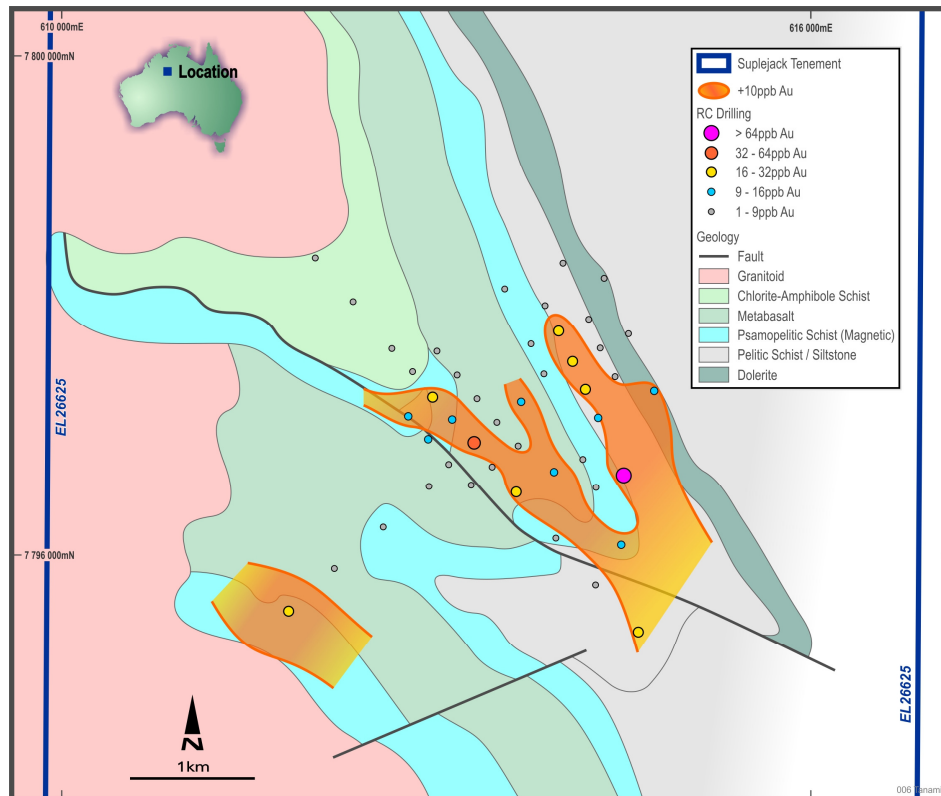 610 000mE
616 000mE
7 800 000mN
Location
Suplejack Tenement
+10ppb Au
RC Drilling
> 64ppb Au
32 - 64ppb Au
16 - 32ppb Au
9 - 16ppb Au
1 - 9ppb Au
Geology
Fault
Granitoid
Chlorite-Amphibole Schist
Metabasalt
Psamopelitic Schist (Magnetic)
Pelitic Schist / Siltstone
Dolerite
EL26625
7 796 000mN
EL26625
N
1km
006 Tanami